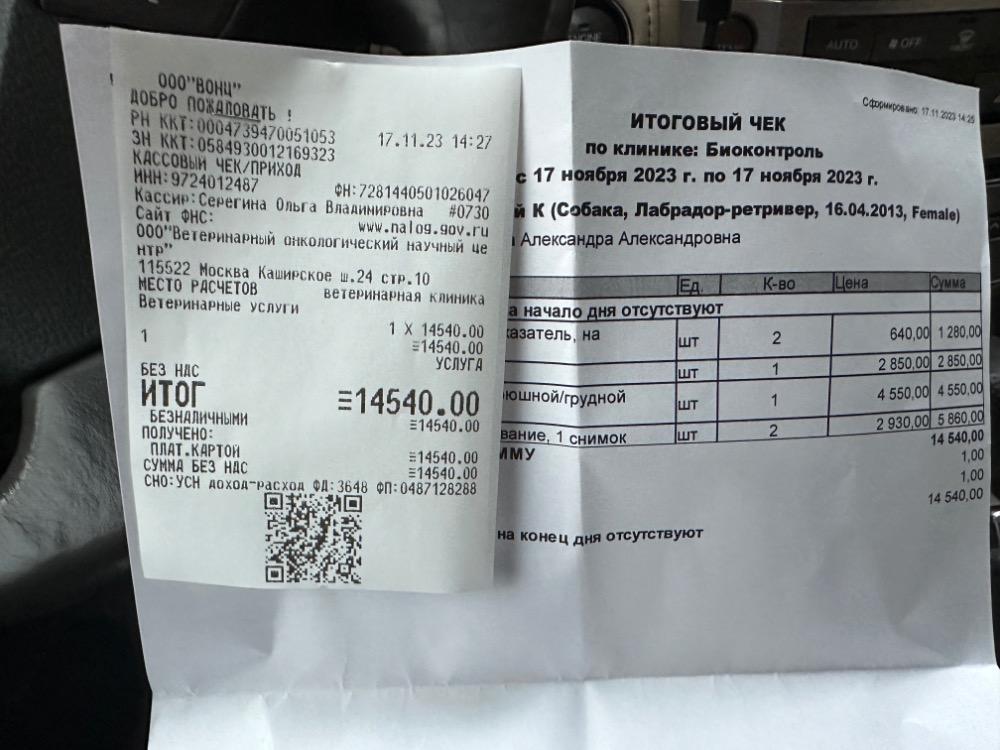 ООО"ВОНЦ"
ДОБРО ПОЖАЛОВАТЬ !
РН ККТ:0004739470051053 17.11.23 14:27
ЗН ККТ:0584930012169323
КАССОВЫЙ ЧЕК/ПРИХОД
ИНН:9724012487 ФН:7281440501026047
Кассир:Серегина Ольга Владимировна #0730
Сайт ФНС: www.nalog.gov.ru
ООО"Ветеринарный онкологический научный це
нтр"
115522 Москва Каширское ш.24 стр.10
МЕСТО РАСЧЕТОВ ветеринарная клиника
Ветеринарные услуги
1 1 X 14540.00
≡14540.00
УСЛУГА
БЕЗ НДС
ИТОГ ≡14540.00
БЕЗНАЛИЧНЫМИ ≡14540.00
ПОЛУЧЕНО:
ПЛАТ.КАРТОЙ ≡14540.00
СУММА БЕЗ НДС ≡14540.00
СНО:УСН доход-расход ФД:3648 ФП:0487128288
Сформировано: 17.11.2023 14:25
ИТОГОВЫЙ ЧЕК
по клинике: Биоконтроль
с 17 ноября 2023 г. по 17 ноября 2023 г.
й К (Собака, Лабрадор-ретривер, 16.04.2013, Female)
Александра Александровна
Ед. К-во Цена Сумма
а начало дня отсутствуют
казатель, на шт 2 640,00 1 280,00
шт 1 2 850,00 2 850,00
юшной/грудной шт 1 4 550,00 4 550,00
вание, 1 снимок шт 2 2 930,00 5 860,00
ММУ 14 540,00
1,00
1,00
14 540,00
на конец дня отсутствуют
AUTO
OFF
ENGINE